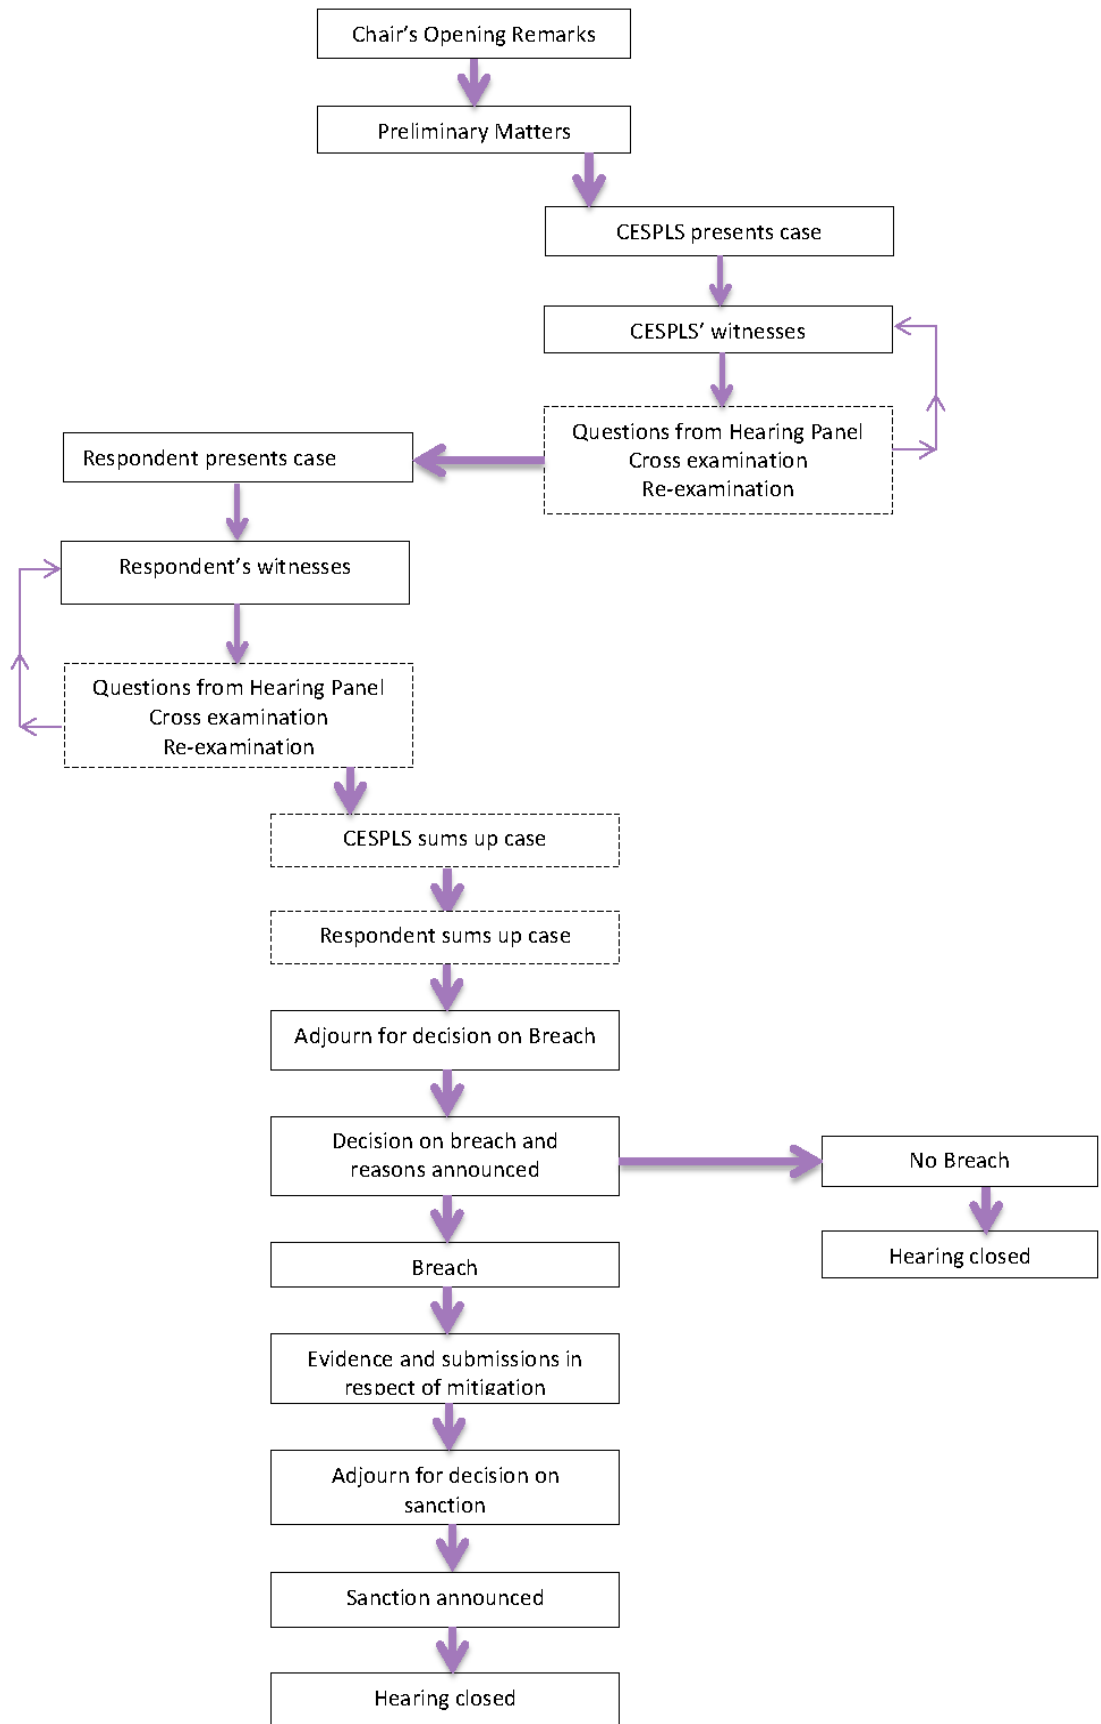 Chair's Opening Remarks
Preliminary Matters
CESPLS presents case
CESPLS' witnesses
Questions from Hearing Panel
Cross examination
Re-examination
Respondent presents case
Respondent's witnesses
Questions from Hearing Panel
Cross examination
Re-examination
CESPLS sums up case
Respondent sums up case
Adjourn for decision on Breach
Decision on breach and
reasons announced
No Breach
Hearing closed
Breach
Evidence and submissions in
respect of mitigation
Adjourn for decision on
sanction
Sanction announced
Hearing closed